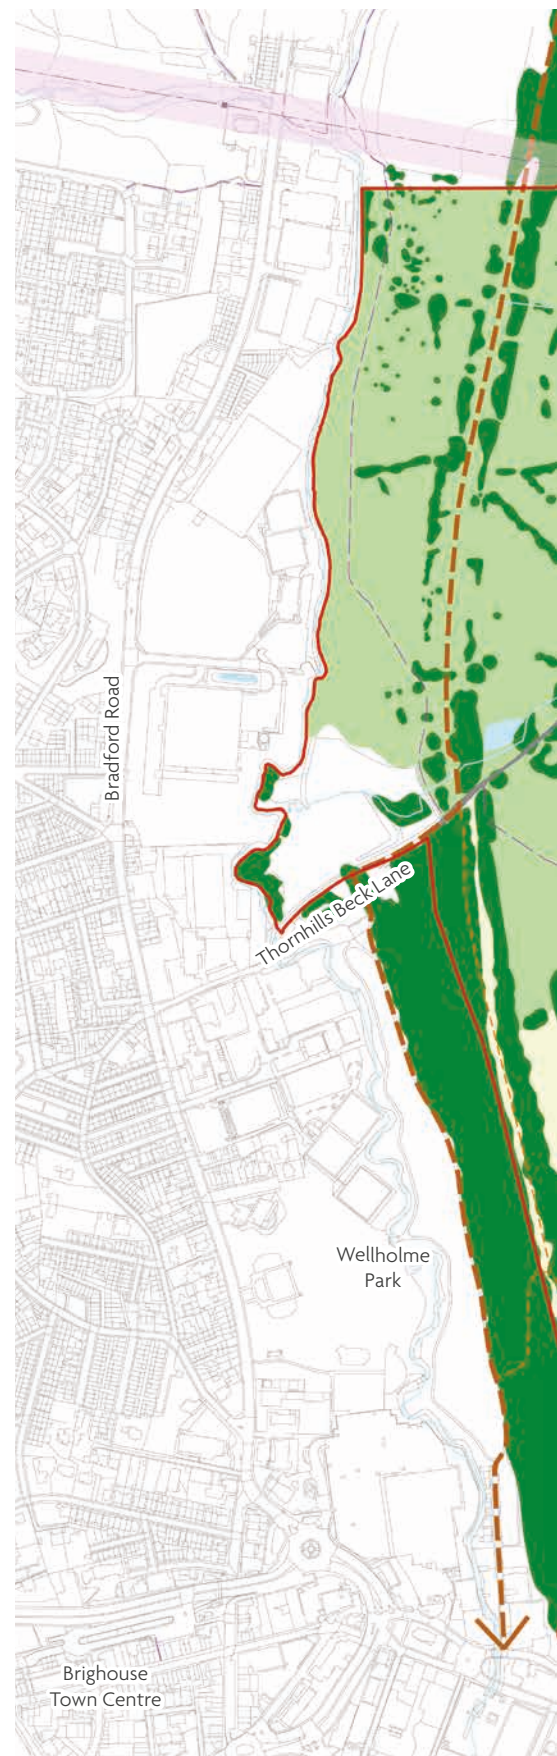 Bradford Road
Thornhills Beck Lane
Wellholme
Park
Brighouse
Town Centre